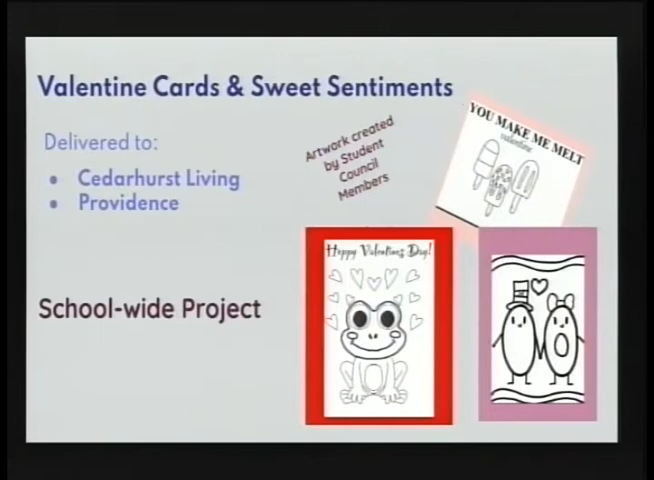 Valentine Cards & Sweet Sentiments
Delivered to:
• Cedarhurst Living
• Providence
School-wide Project
Artwork created
by Student
Council
Members
YOU MAKE ME MELT
valentine
Happy Valentines Day!